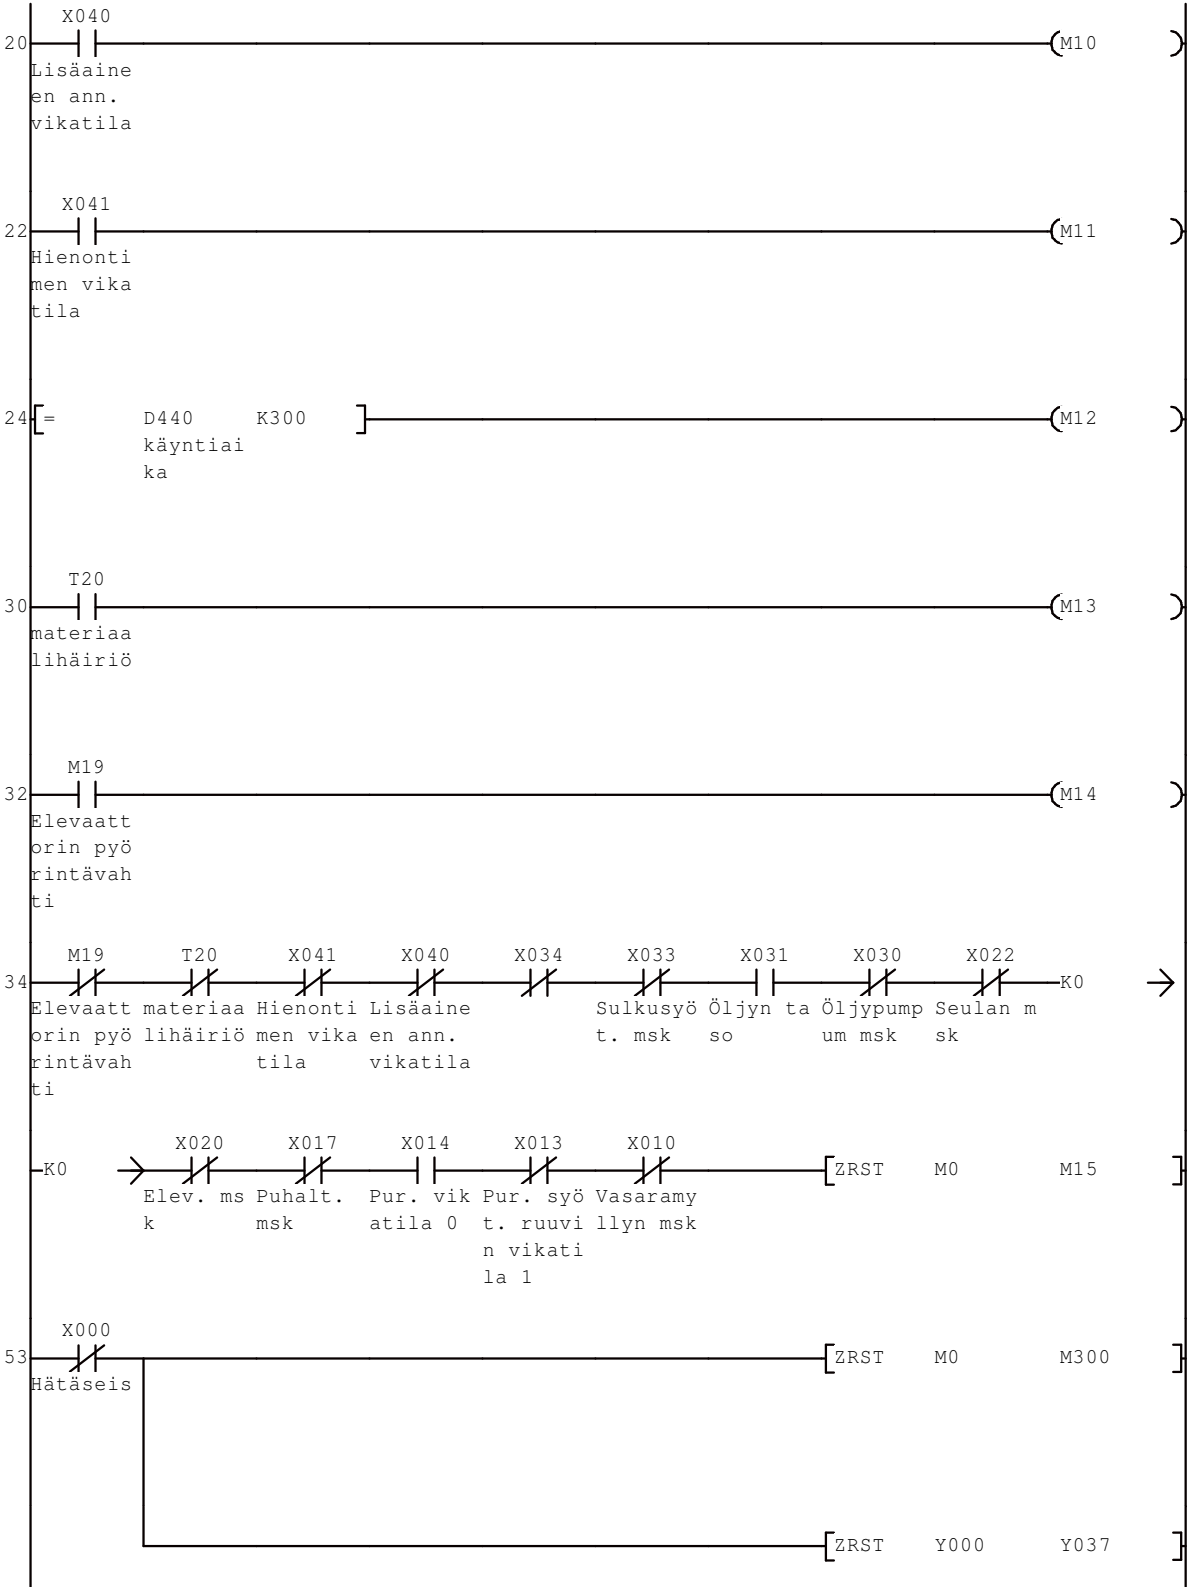 X040
20 M10
Lisäaine
en ann.
vikatila
X041
22 M11
Hienonti
men vika
tila
24 = D440 K300 M12
käyntiai
ka
T20
30 M13
materiaa
lihäiriö
M19
32 M14
Elevaatt
orin pyö
rintävah
ti
M19 T20 X041 X040 X034 X033 X031 X030 X022
34 K0
Elevaatt materiaa Hienonti Lisäaine Sulkusyö Öljyn ta Öljypump Seulan m
orin pyö lihäiriö men vika en ann. t. msk so um msk sk
rintävah tila vikatila
ti
X020 X017 X014 X013 X010
K0 ZRST M0 M15
Elev. ms Puhalt. Pur. vik Pur. syö Vasaramy
k msk atila 0 t. ruuvi llyn msk
n vikati
la 1
X000
53 ZRST M0 M300
Hätäseis
ZRST Y000 Y037